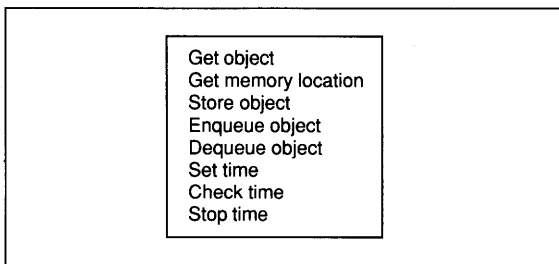 Get object
Get memory location
Store object
Enqueue object
Dequeue object
Set time
Check time
Stop time